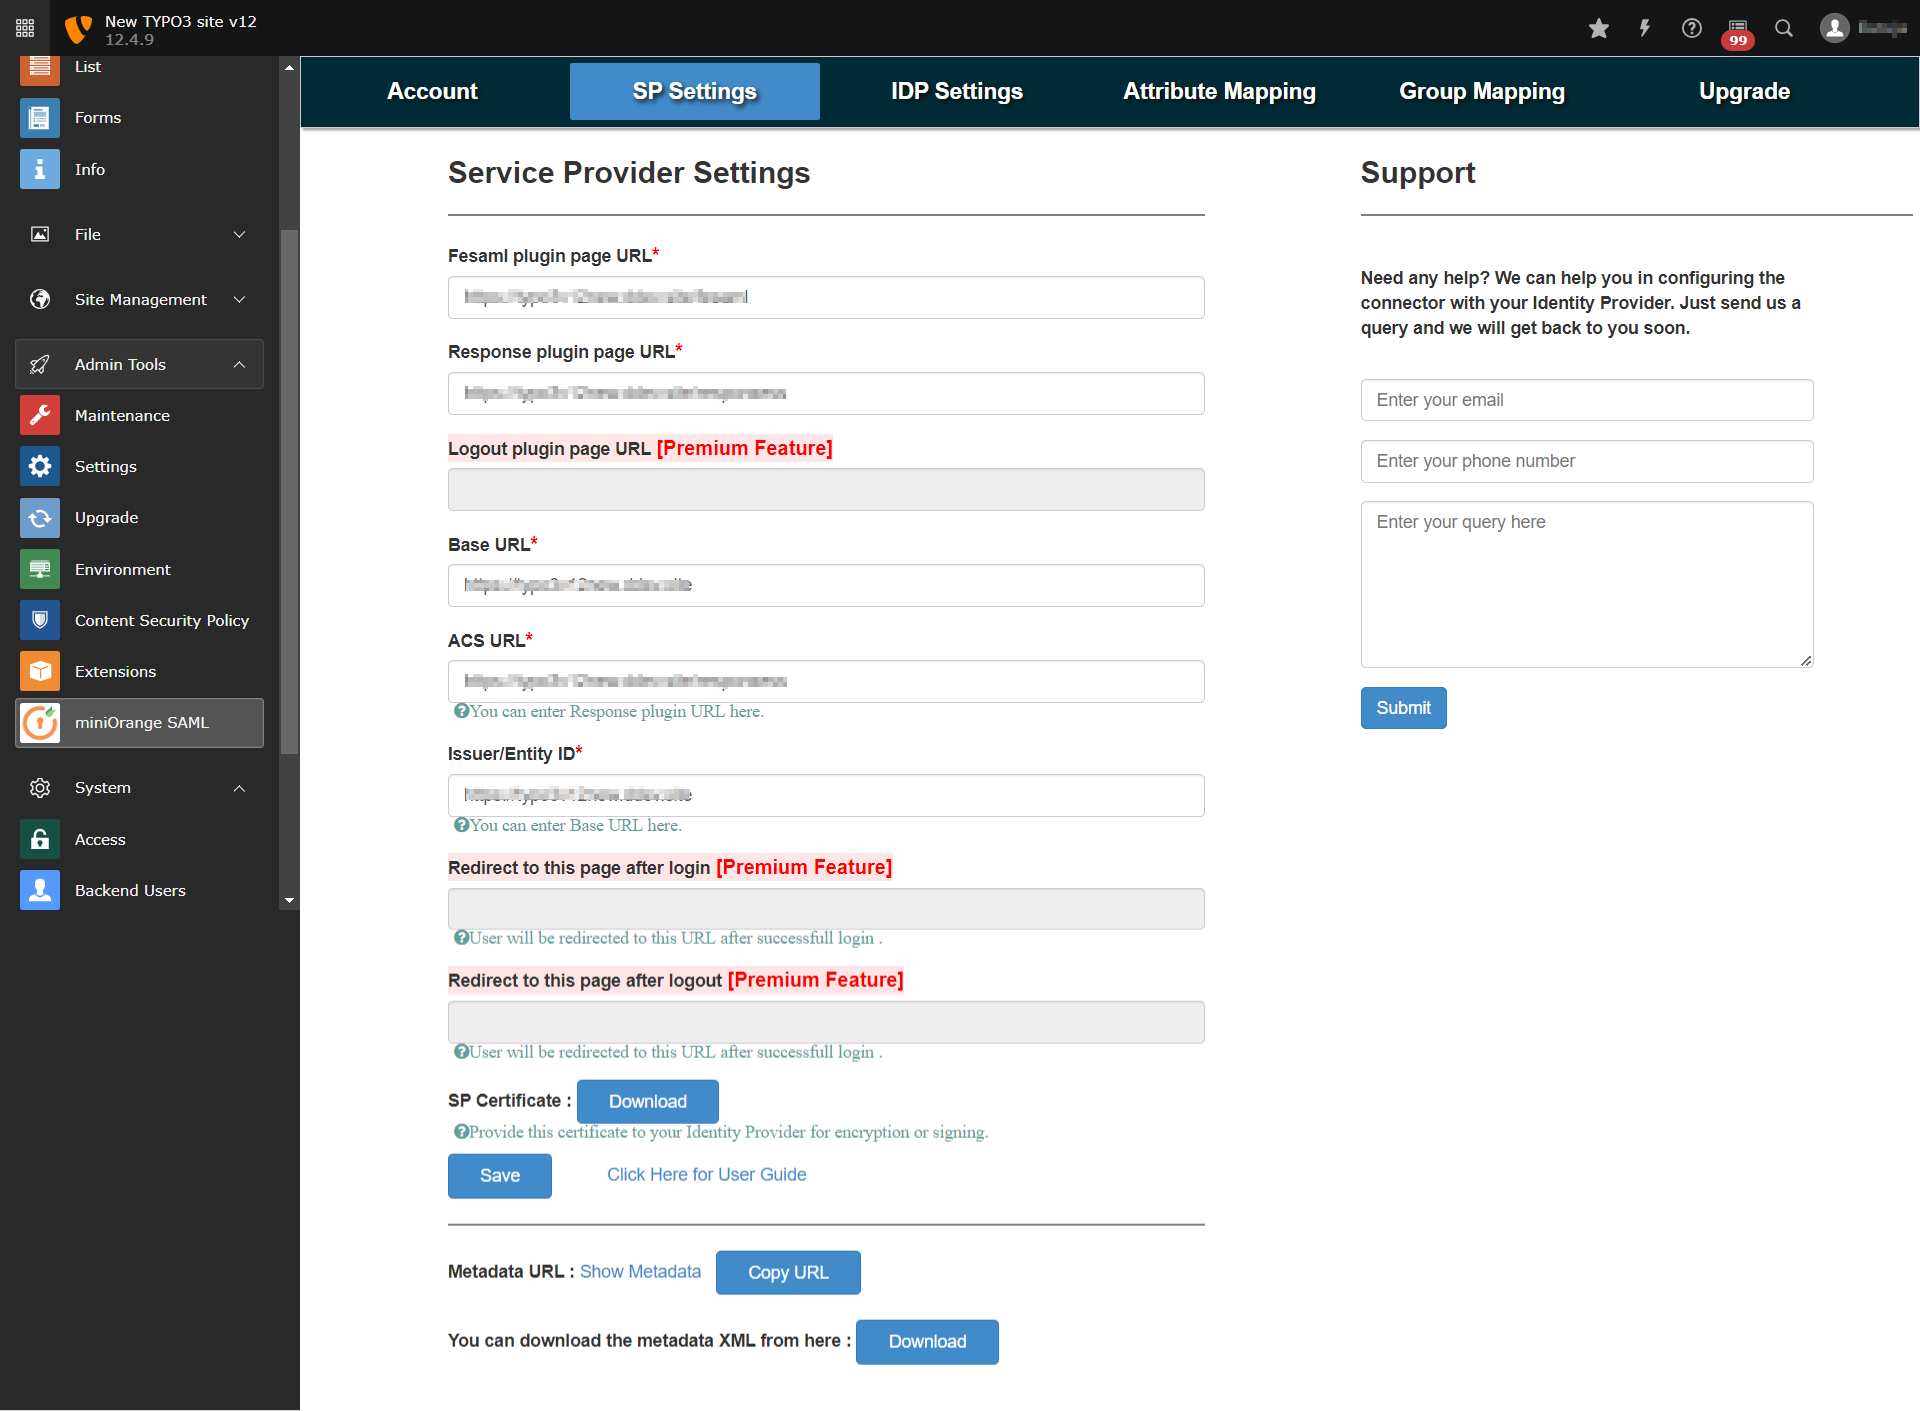 New TYPO3 site v12
12.4.9
99
List
Forms
Info
File
Site Management
Admin Tools
Maintenance
Settings
Upgrade
Environment
Content Security Policy
Extensions
miniOrange SAML
System
Access
Backend Users
Account
SP Settings
IDP Settings
Attribute Mapping
Group Mapping
Upgrade
Service Provider Settings
Fesaml plugin page URL*
Response plugin page URL*
Logout plugin page URL [Premium Feature]
Base URL*
ACS URL*
You can enter Response plugin URL here.
Issuer/Entity ID*
You can enter Base URL here.
Redirect to this page after login [Premium Feature]
User will be redirected to this URL after successfull login .
Redirect to this page after logout [Premium Feature]
User will be redirected to this URL after successfull login .
SP Certificate : Download
Provide this certificate to your Identity Provider for encryption or signing.
Save Click Here for User Guide
Metadata URL : Show Metadata Copy URL
You can download the metadata XML from here : Download
Support
Need any help? We can help you in configuring the
connector with your Identity Provider. Just send us a
query and we will get back to you soon.
Enter your email
Enter your phone number
Enter your query here
Submit